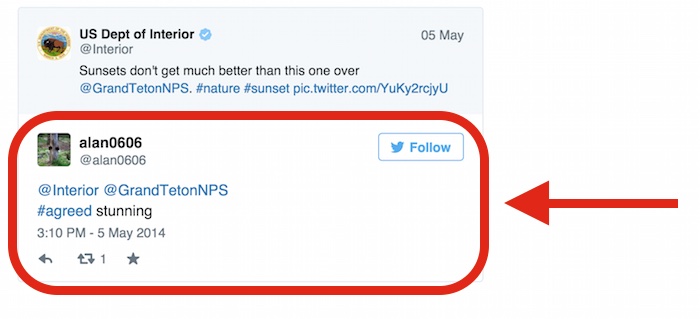 US Dept of Interior
05 May
@Interior
Sunsets don't get much better than this one over
@GrandTetonNPS. #nature #sunset pic.twitter.com/YuKy2rcjyU
alan0606
Follow
@alan0606
@Interior @GrandTetonNPS
#agreed stunning
3:10 PM - 5 May 2014
1